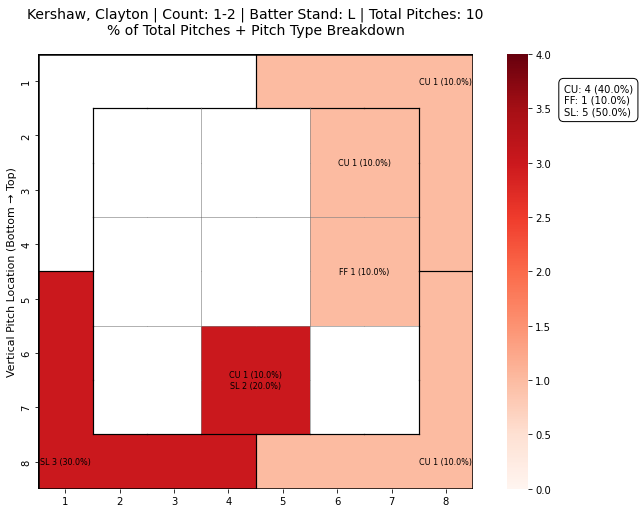 Kershaw, Clayton | Count: 1-2 | Batter Stand: L | Total Pitches: 10
% of Total Pitches + Pitch Type Breakdown
CU: 4 (40.0%)
FF: 1 (10.0%)
SL: 5 (50.0%)
4.0
3.5
3.0
2.5
2.0
1.5
1.0
0.5
0.0
Vertical Pitch Location (Bottom → Top)
1
2
3
4
5
6
7
8
CU 1 (10.0%)
CU 1 (10.0%)
FF 1 (10.0%)
CU 1 (10.0%)
SL 2 (20.0%)
SL 3 (30.0%)
CU 1 (10.0%)
1 2 3 4 5 6 7 8